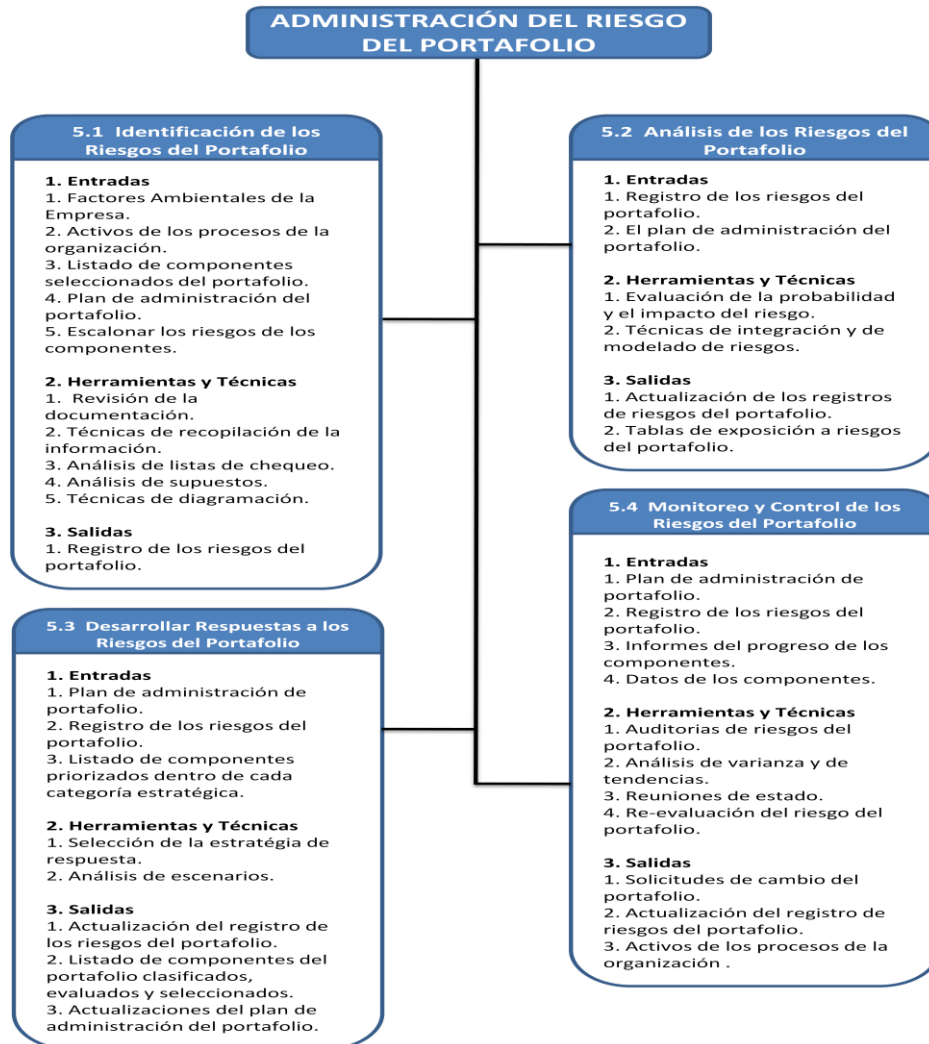 ADMINISTRACIÓN DEL RIESGO
DEL PORTAFOLIO
5.1 Identificación de los
Riesgos del Portafolio
1. Entradas
1. Factores Ambientales de la
Empresa.
2. Activos de los procesos de la
organización.
3. Listado de componentes
seleccionados del portafolio.
4. Plan de administración del
portafolio.
5. Escalonar los riesgos de los
componentes.
2. Herramientas y Técnicas
1. Revisión de la
documentación.
2. Técnicas de recopilación de la
información.
3. Análisis de listas de chequeo.
4. Análisis de supuestos.
5. Técnicas de diagramación.
3. Salidas
1. Registro de los riesgos del
portafolio.
5.2 Análisis de los Riesgos del
Portafolio
1. Entradas
1. Registro de los riesgos del
portafolio.
2. El plan de administración del
portafolio.
2. Herramientas y Técnicas
1. Evaluación de la probabilidad
y el impacto del riesgo.
2. Técnicas de integración y de
modelado de riesgos.
3. Salidas
1. Actualización de los registros
de riesgos del portafolio.
2. Tablas de exposición a riesgos
del portafolio.
5.3 Desarrollar Respuestas a los
Riesgos del Portafolio
1. Entradas
1. Plan de administración de
portafolio.
2. Registro de los riesgos del
portafolio.
3. Listado de componentes
priorizados dentro de cada
categoría estratégica.
2. Herramientas y Técnicas
1. Selección de la estratégia de
respuesta.
2. Análisis de escenarios.
3. Salidas
1. Actualización del registro de
los riesgos del portafolio.
2. Listado de componentes del
portafolio clasificados,
evaluados y seleccionados.
3. Actualizaciones del plan de
administración del portafolio.
5.4 Monitoreo y Control de los
Riesgos del Portafolio
1. Entradas
1. Plan de administración de
portafolio.
2. Registro de los riesgos del
portafolio.
3. Informes del progreso de los
componentes.
4. Datos de los componentes.
2. Herramientas y Técnicas
1. Auditorias de riesgos del
portafolio.
2. Análisis de varianza y de
tendencias.
3. Reuniones de estado.
4. Re-evaluación del riesgo del
portafolio.
3. Salidas
1. Solicitudes de cambio del
portafolio.
2. Actualización del registro de
riesgos del portafolio.
3. Activos de los procesos de la
organización .